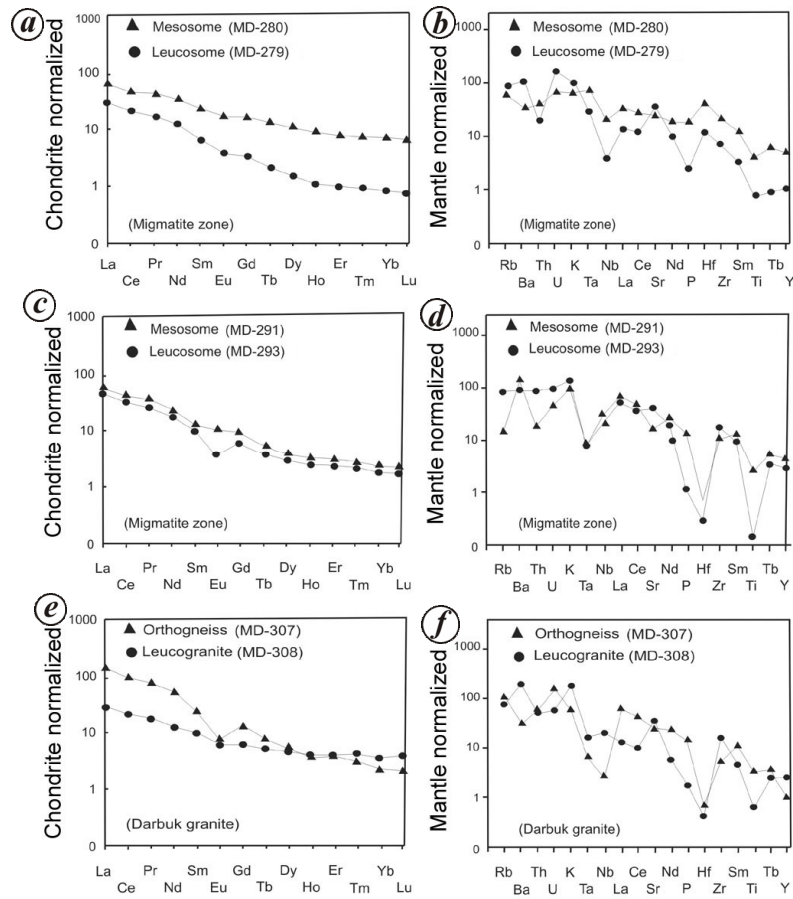 a
b
Chondrite normalized
1000
100
10
1
0
▲ Mesosome (MD-280)
● Leucosome (MD-279)
(Migmatite zone)
La Pr Sm Gd Dy Er Yb
Ce Nd Eu Tb Ho Tm Lu
Mantle normalized
1000
100
10
1
0
▲ Mesosome (MD-280)
● Leucosome (MD-279)
(Migmatite zone)
Rb Th K Nb Ce Nd Hf Sm Tb
Ba U Ta La Sr P Zr Ti Y
c
d
Chondrite normalized
1000
100
10
1
0
▲ Mesosome (MD-291)
● Leucosome (MD-293)
(Migmatite zone)
La Pr Sm Gd Dy Er Yb
Ce Nd Eu Tb Ho Tm Lu
Mantle normalized
1000
100
10
1
0
▲ Mesosome (MD-291)
● Leucosome (MD-293)
(Migmatite zone)
Rb Th K Nb Ce Nd Hf Sm Tb
Ba U Ta La Sr P Zr Ti Y
e
f
Chondrite normalized
1000
100
10
1
0
▲ Orthogneiss (MD-307)
● Leucogranite (MD-308)
(Darbuk granite)
La Pr Sm Gd Dy Er Yb
Ce Nd Eu Tb Ho Tm Lu
Mantle normalized
1000
100
10
1
0
▲ Orthogneiss (MD-307)
● Leucogranite (MD-308)
(Darbuk granite)
Rb Th K Nb Ce Nd Hf Sm Tb
Ba U Ta La Sr P Zr Ti Y